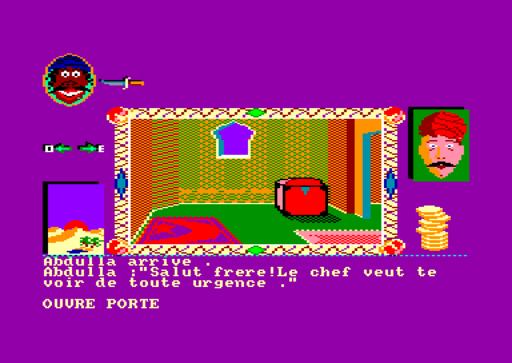 O E
Abdulla arrive .
Abdulla :"Salut frere!Le chef veut te
voir de toute urgence ."
OUVRE PORTE